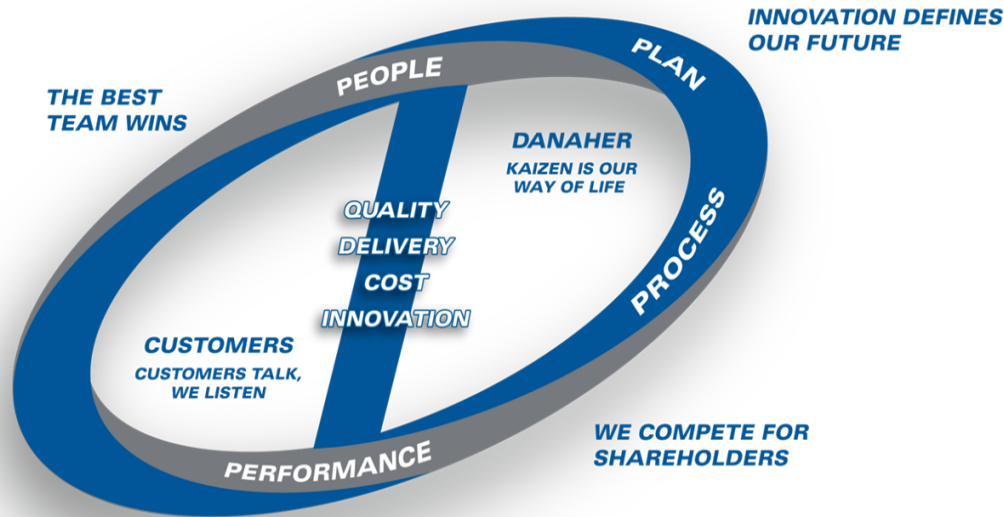 INNOVATION DEFINES
OUR FUTURE
PLAN
PEOPLE
THE BEST
TEAM WINS
DANAHER
KAIZEN IS OUR
WAY OF LIFE
QUALITY
DELIVERY
COST
INNOVATION
PROCESS
CUSTOMERS
CUSTOMERS TALK,
WE LISTEN
WE COMPETE FOR
SHAREHOLDERS
PERFORMANCE